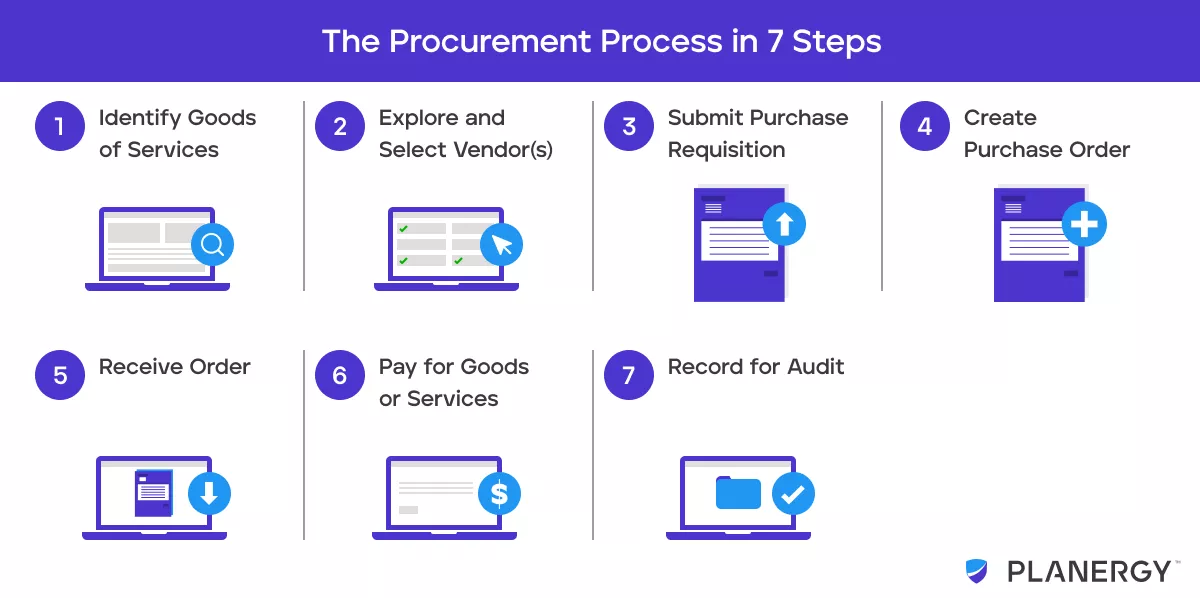 The Procurement Process in 7 Steps
1
Identify Goods
of Services
2
Explore and
Select Vendor(s)
3
Submit Purchase
Requisition
4
Create
Purchase Order
5
Receive Order
6
Pay for Goods
or Services
$
7
Record for Audit
PLANERGY™